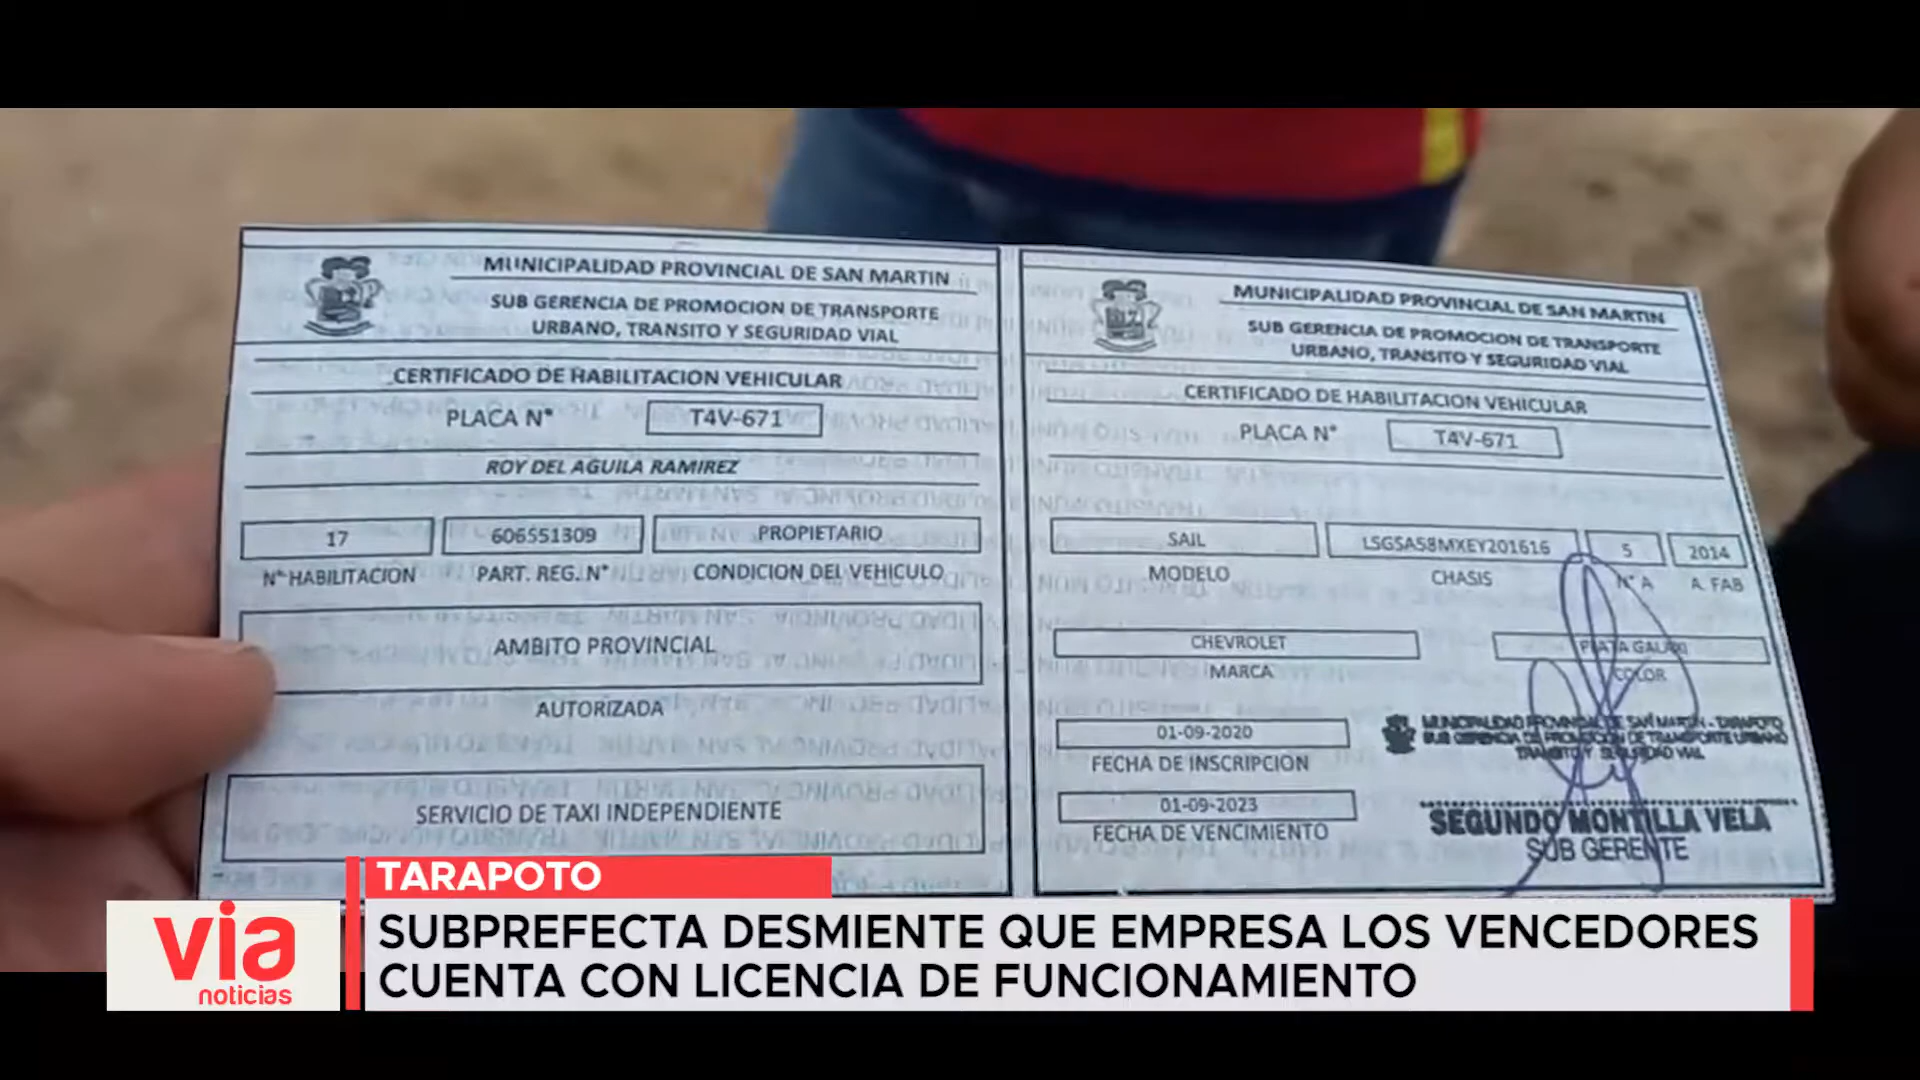 MUNICIPALIDAD PROVINCIAL DE SAN MARTIN
SUB GERENCIA DE PROMOCION DE TRANSPORTE
URBANO, TRANSITO Y SEGURIDAD VIAL
CERTIFICADO DE HABILITACION VEHICULAR
PLACA N° T4V-671
ROY DEL AGUILA RAMIREZ
17 606551309 PROPIETARIO
N° HABILITACION PART. REG. N° CONDICION DEL VEHICULO
AMBITO PROVINCIAL
AUTORIZADA
SERVICIO DE TAXI INDEPENDIENTE
MUNICIPALIDAD PROVINCIAL DE SAN MARTIN
SUB GERENCIA DE PROMOCION DE TRANSPORTE
URBANO, TRANSITO Y SEGURIDAD VIAL
CERTIFICADO DE HABILITACION VEHICULAR
PLACA N° T4V-671
SAIL LSGSA58MXEY201616 5 2014
MODELO CHASIS N° A A. FAB
CHEVROLET PLATA
MARCA COLOR
01-09-2020
FECHA DE INSCRIPCION
MUNICIPALIDAD PROVINCIAL DE SAN MARTIN - TARAPOTO
SUB GERENCIA DE PROMOCION DE TRANSPORTE URBANO
TRANSITO Y SEGURIDAD VIAL
01-09-2023
FECHA DE VENCIMIENTO
SEGUNDO MONTILLA VELA
SUB GERENTE
TARAPOTO
SUBPREFECTA DESMIENTE QUE EMPRESA LOS VENCEDORES
CUENTA CON LICENCIA DE FUNCIONAMIENTO
via
noticias